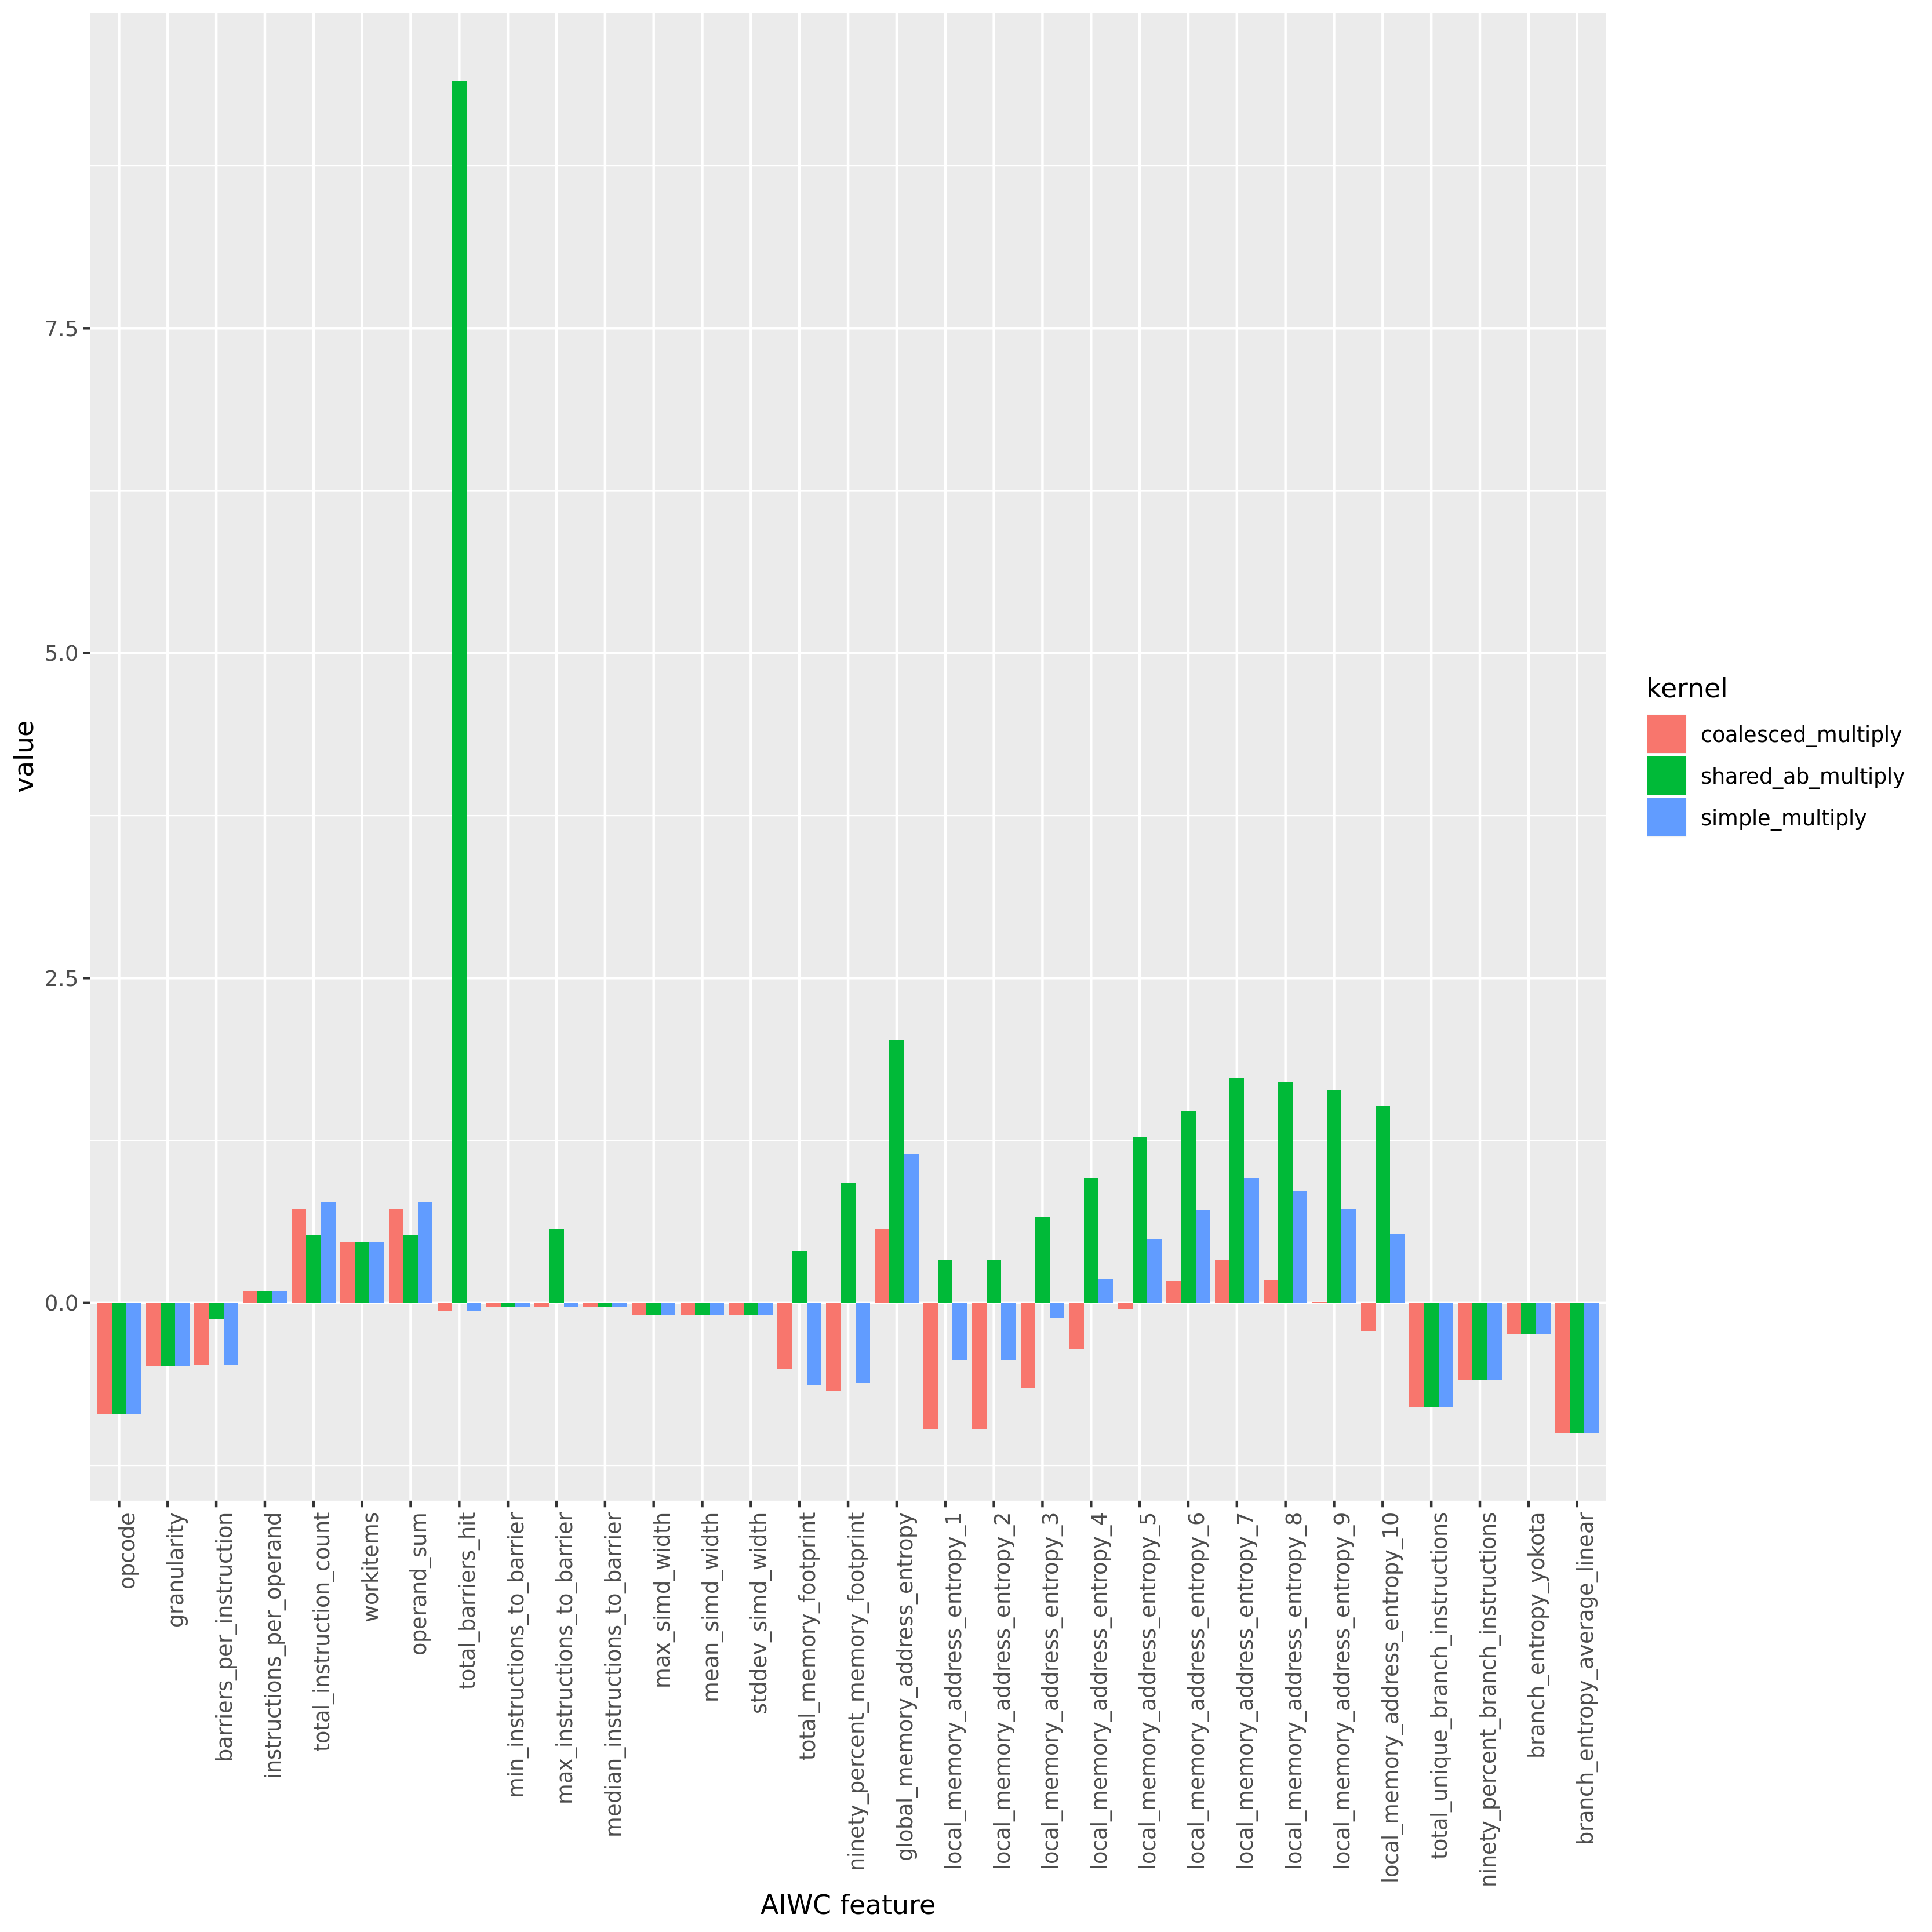 7.5
5.0
2.5
0.0
value
opcode
granularity
barriers_per_instruction
instructions_per_operand
total_instruction_count
workitems
operand_sum
total_barriers_hit
min_instructions_to_barrier
max_instructions_to_barrier
median_instructions_to_barrier
max_simd_width
mean_simd_width
stddev_simd_width
total_memory_footprint
ninety_percent_memory_footprint
global_memory_address_entropy
local_memory_address_entropy_1
local_memory_address_entropy_2
local_memory_address_entropy_3
local_memory_address_entropy_4
local_memory_address_entropy_5
local_memory_address_entropy_6
local_memory_address_entropy_7
local_memory_address_entropy_8
local_memory_address_entropy_9
local_memory_address_entropy_10
total_unique_branch_instructions
ninety_percent_branch_instructions
branch_entropy_yokota
branch_entropy_average_linear
AIWC feature
kernel
coalesced_multiply
shared_ab_multiply
simple_multiply